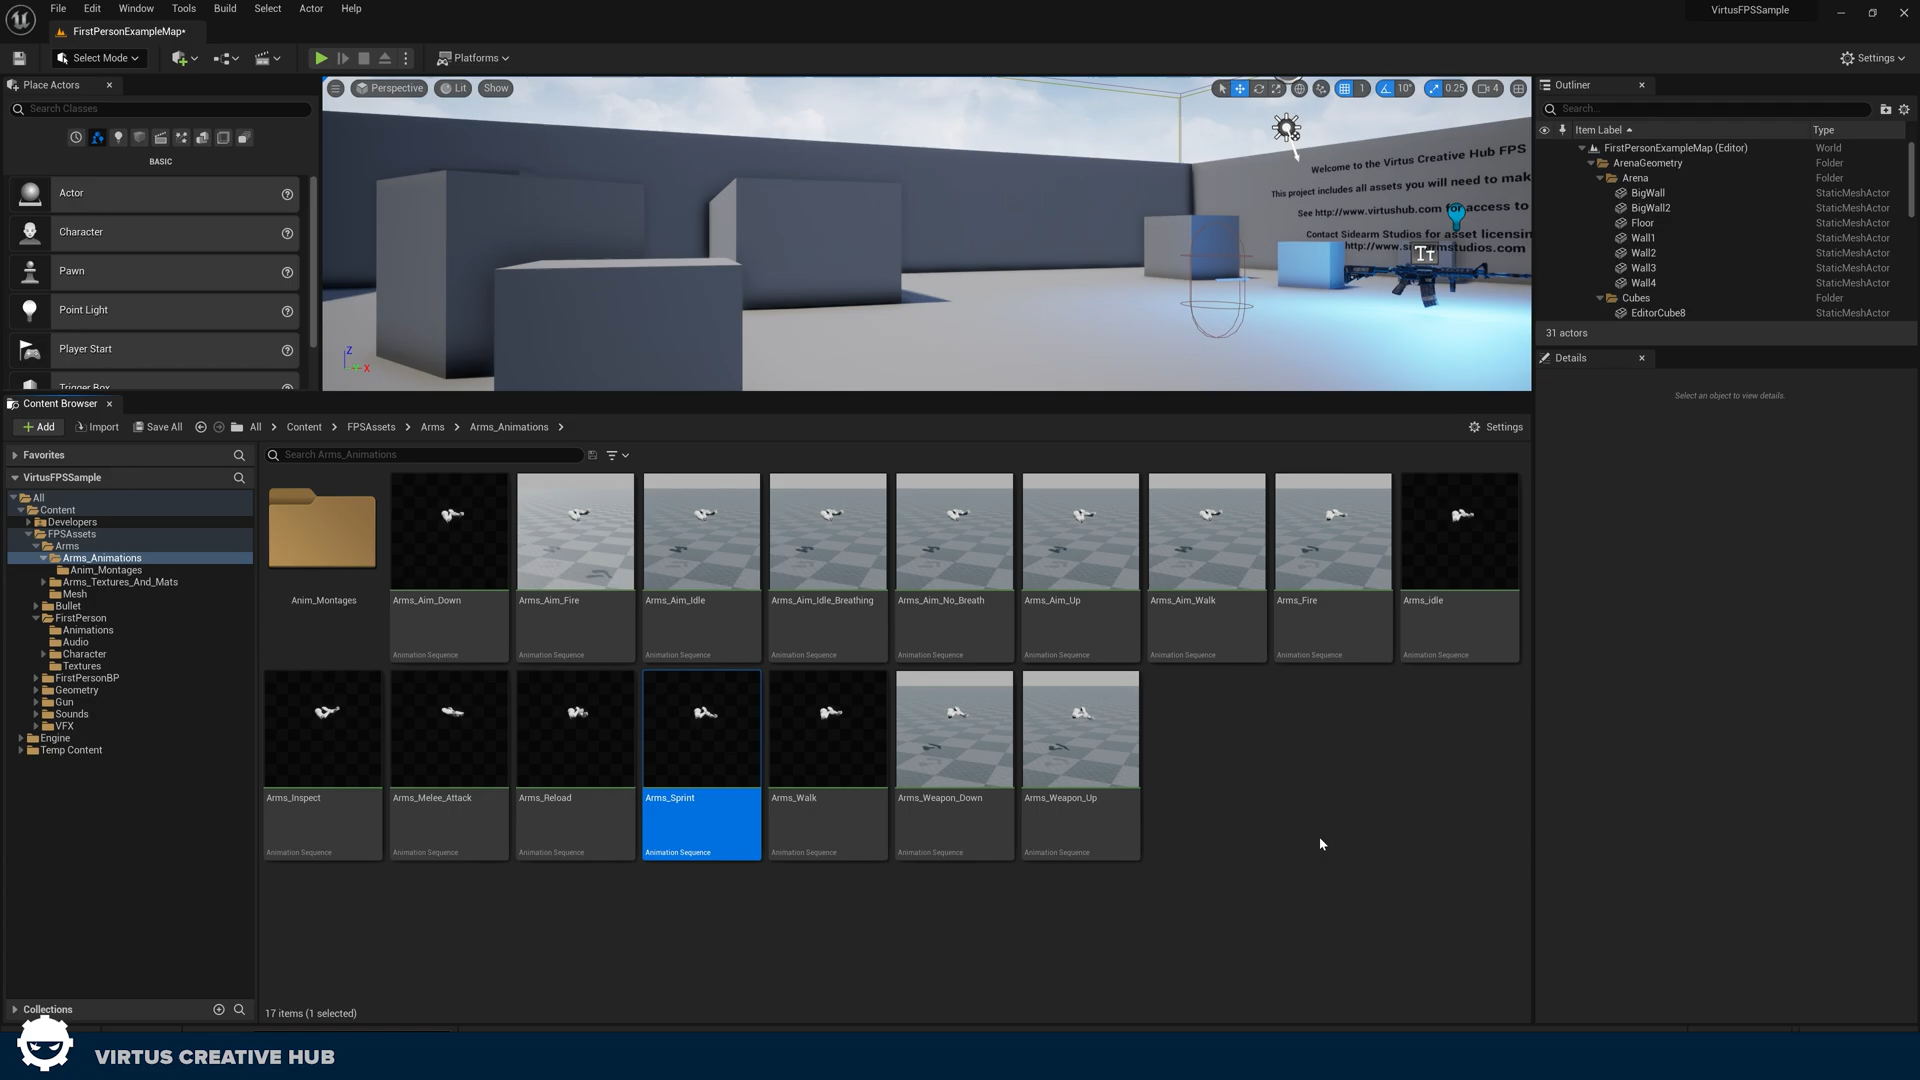 File Edit Window Tools Build Select Actor Help
VirtusFPSSample
FirstPersonExampleMap*
Select Mode
Platforms
Settings
Place Actors
Search Classes
BASIC
Actor
Character
Pawn
Point Light
Player Start
Trigger Box
Perspective
Lit
Show
1
10°
0.25
4
Welcome to the Virtus Creative Hub FPS
This project includes all assets you will need to mak
See http://www.virtushub.com for access to
Contact Sidearm Studios for asset licensin
http://www.sidearmstudios.com
Tt
Z
X
Outliner
Search...
Item Label Type
FirstPersonExampleMap (Editor) World
ArenaGeometry Folder
Arena Folder
BigWall StaticMeshActor
BigWall2 StaticMeshActor
Floor StaticMeshActor
Wall1 StaticMeshActor
Wall2 StaticMeshActor
Wall3 StaticMeshActor
Wall4 StaticMeshActor
Cubes Folder
EditorCube8 StaticMeshActor
31 actors
Details
Select an object to view details.
Content Browser
Add Import Save All All Content FPSAssets Arms Arms_Animations
Settings
Favorites
VirtusFPSSample
All
Content
Developers
FPSAssets
Arms
Arms_Animations
Anim_Montages
Arms_Textures_And_Mats
Mesh
Bullet
FirstPerson
Animations
Audio
Character
Textures
FirstPersonBP
Geometry
Gun
Sounds
VFX
Engine
Temp Content
Collections
Search Arms_Animations
Anim_Montages
Arms_Aim_Down
Animation Sequence
Arms_Aim_Fire
Animation Sequence
Arms_Aim_Idle
Animation Sequence
Arms_Aim_Idle_Breathing
Animation Sequence
Arms_Aim_No_Breath
Animation Sequence
Arms_Aim_Up
Animation Sequence
Arms_Aim_Walk
Animation Sequence
Arms_Fire
Animation Sequence
Arms_idle
Animation Sequence
Arms_Inspect
Animation Sequence
Arms_Melee_Attack
Animation Sequence
Arms_Reload
Animation Sequence
Arms_Sprint
Animation Sequence
Arms_Walk
Animation Sequence
Arms_Weapon_Down
Animation Sequence
Arms_Weapon_Up
Animation Sequence
17 items (1 selected)
VIRTUS CREATIVE HUB